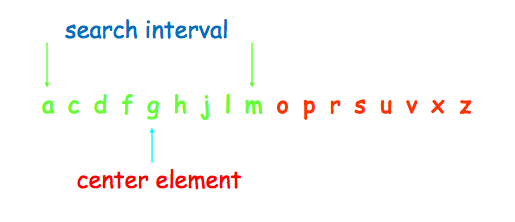 search interval
a c d f g h j l m o p r s u v x z
center element